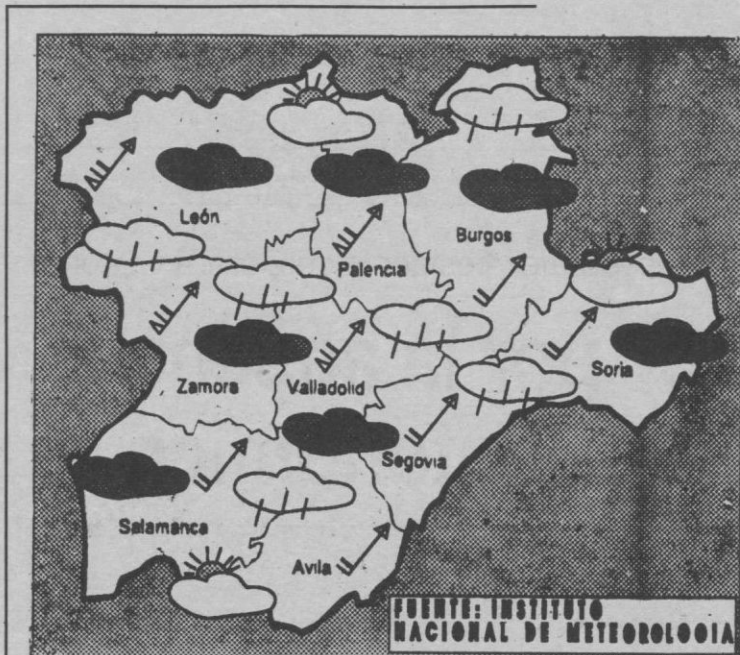 León
Burgos
Palencia
Soria
Zamora
Valladolid
Segovia
Salamanca
Avila
FUENTE: INSTITUTO
NACIONAL DE METEOROLOGIA